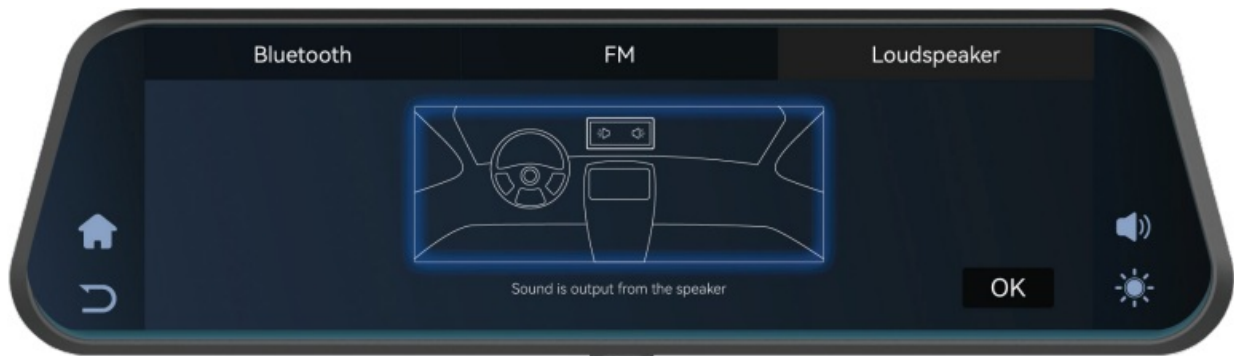 Bluetooth
FM
Loudspeaker
Sound is output from the speaker
OK